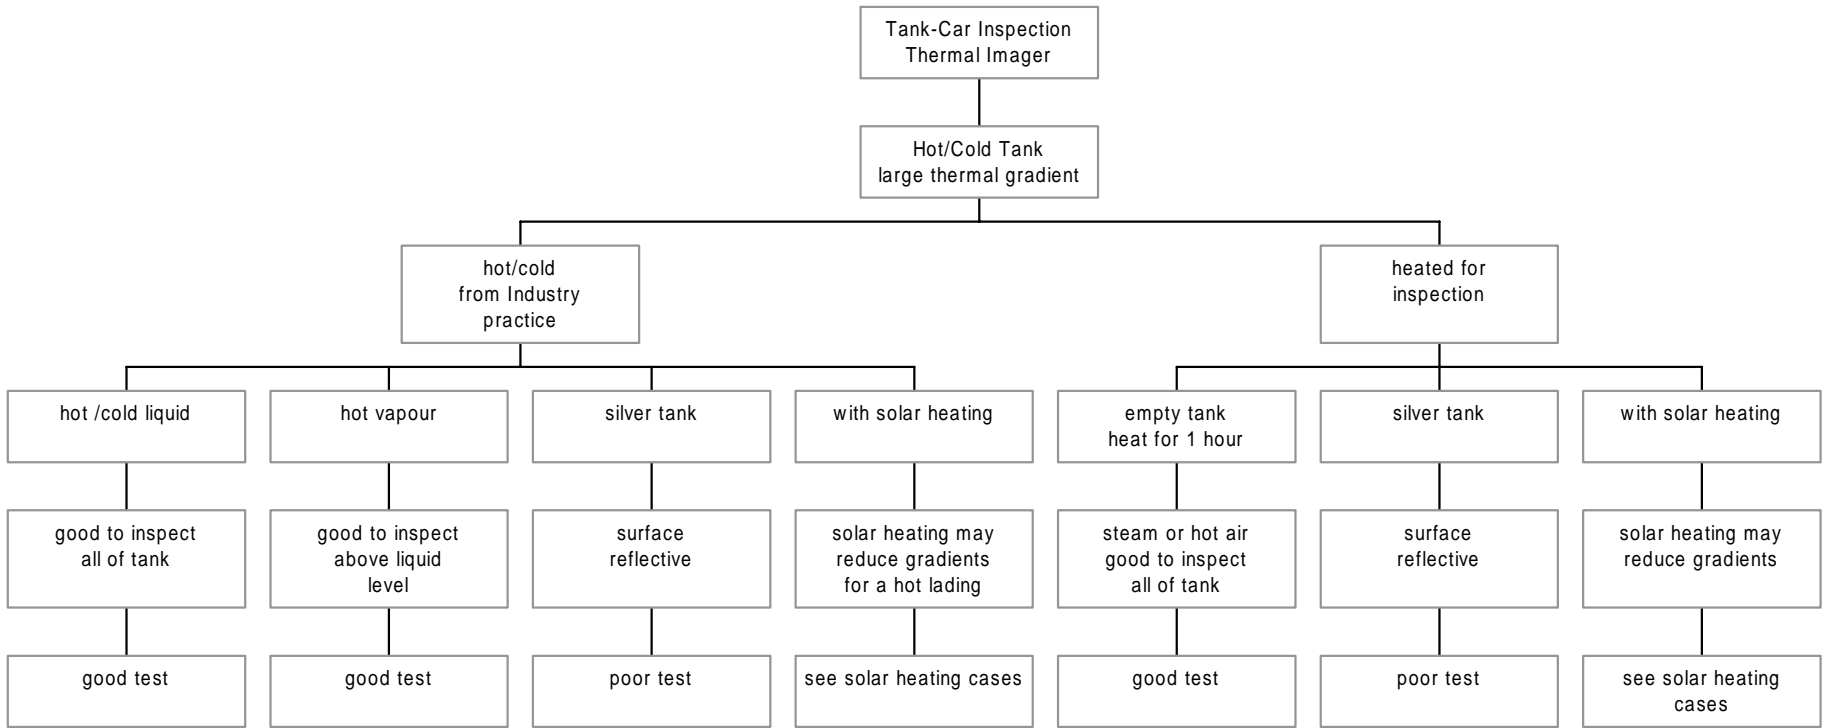 Tank-Car Inspection
Thermal Imager
Hot/Cold Tank
large thermal gradient
hot/cold
from Industry
practice
heated for
inspection
hot /cold liquid
hot vapour
silver tank
with solar heating
empty tank
heat for 1 hour
silver tank
with solar heating
good to inspect
all of tank
good to inspect
above liquid
level
surface
reflective
solar heating may
reduce gradients
for a hot lading
steam or hot air
good to inspect
all of tank
surface
reflective
solar heating may
reduce gradients
good test
good test
poor test
see solar heating cases
good test
poor test
see solar heating
cases